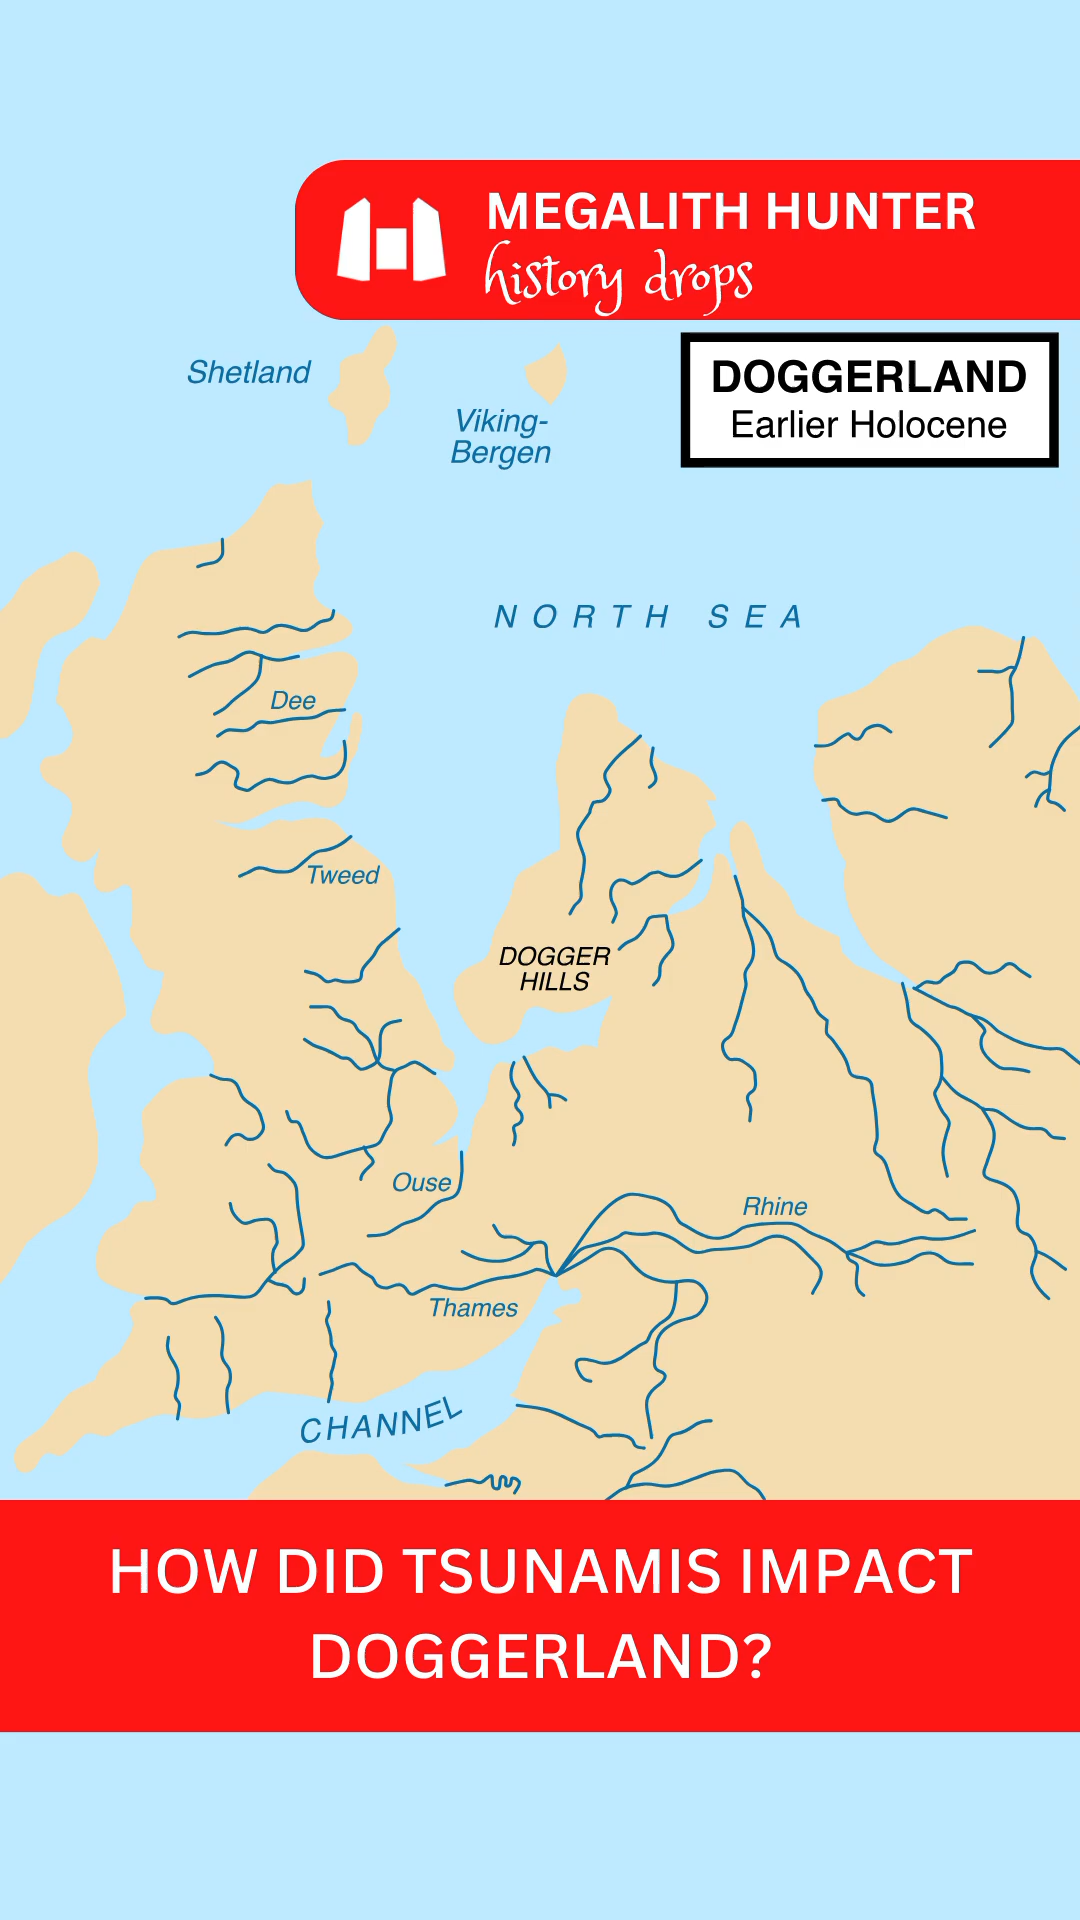 MEGALITH HUNTER
history drops
DOGGERLAND
Earlier Holocene
Shetland
Viking-
Bergen
NORTH SEA
Dee
Tweed
DOGGER
HILLS
Ouse
Rhine
Thames
CHANNEL
HOW DID TSUNAMIS IMPACT
DOGGERLAND?